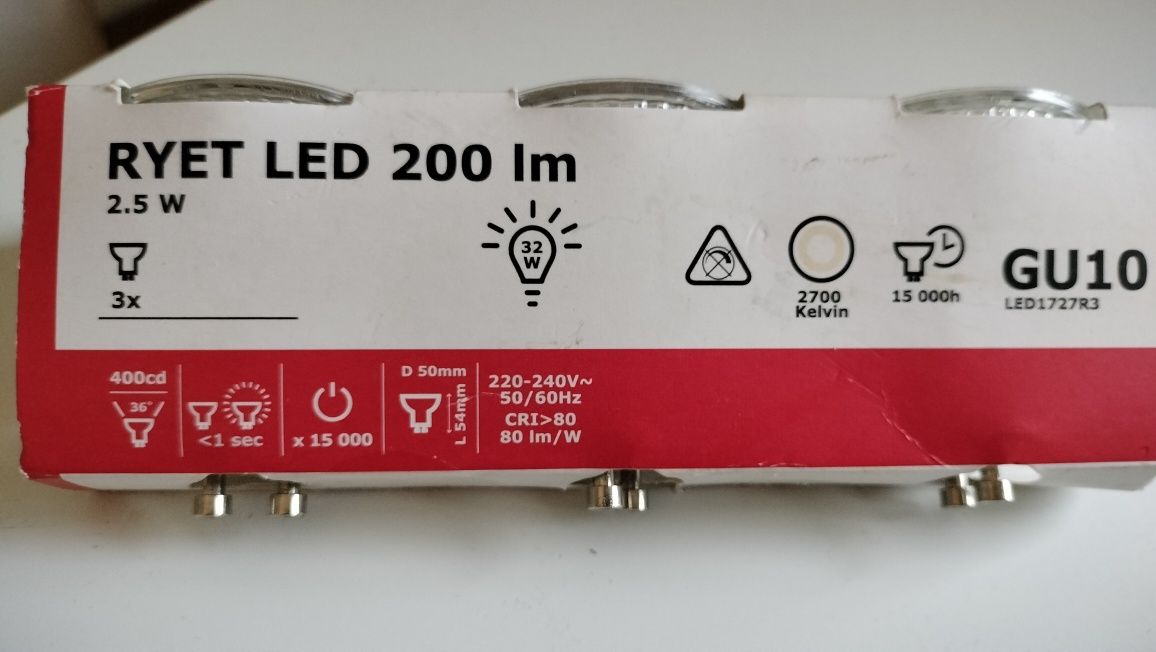 RYET LED 200 lm
2.5 W
3x
32
W
2700
Kelvin
15 000h
GU10
LED1727R3
400cd
36°
<1 sec
x 15 000
D 50mm
L 54mm
220-240V~
50/60Hz
CRI>80
80 lm/W